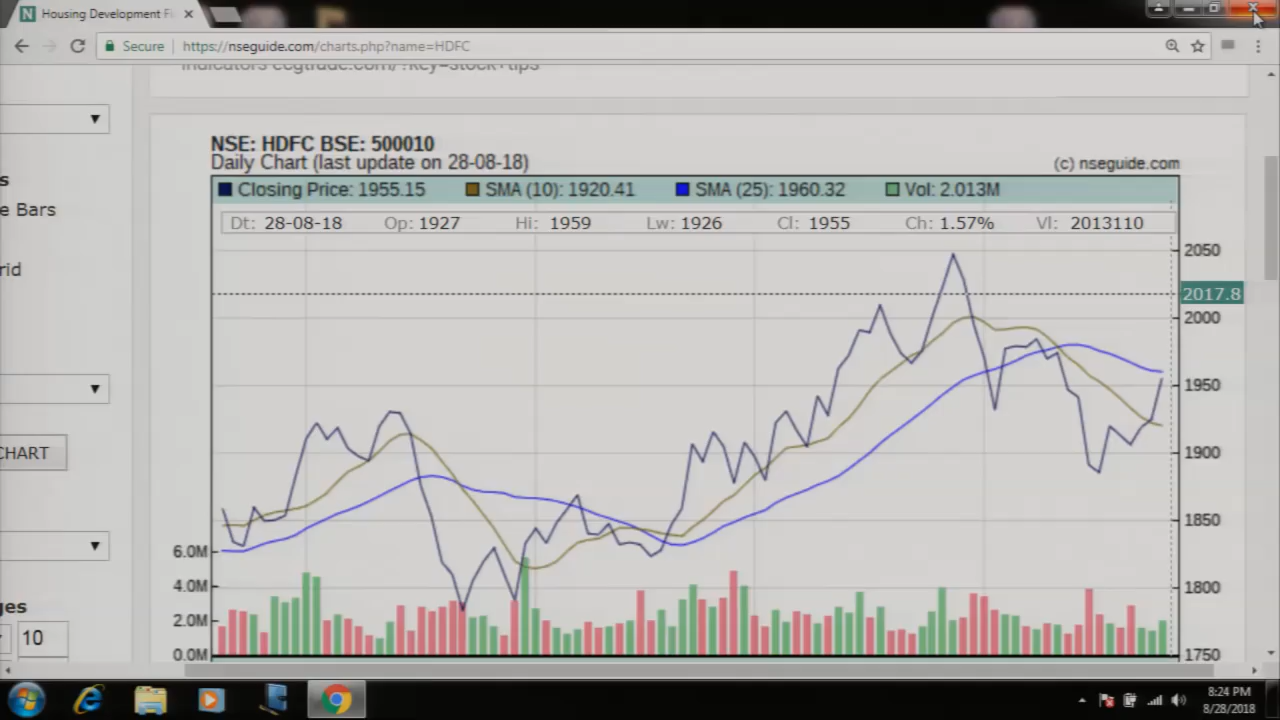 Housing Development Fi
Secure https://nseguide.com/charts.php?name=HDFC
NSE: HDFC BSE: 500010
Daily Chart (last update on 28-08-18)
(c) nseguide.com
Closing Price: 1955.15 SMA (10): 1920.41 SMA (25): 1960.32 Vol: 2.013M
Dt: 28-08-18 Op: 1927 Hi: 1959 Lw: 1926 Cl: 1955 Ch: 1.57% Vl: 2013110
e Bars
rid
CHART
ges
10
2050
2017.8
2000
1950
1900
1850
1800
1750
6.0M
4.0M
2.0M
0.0M
8:24 PM
8/28/2018